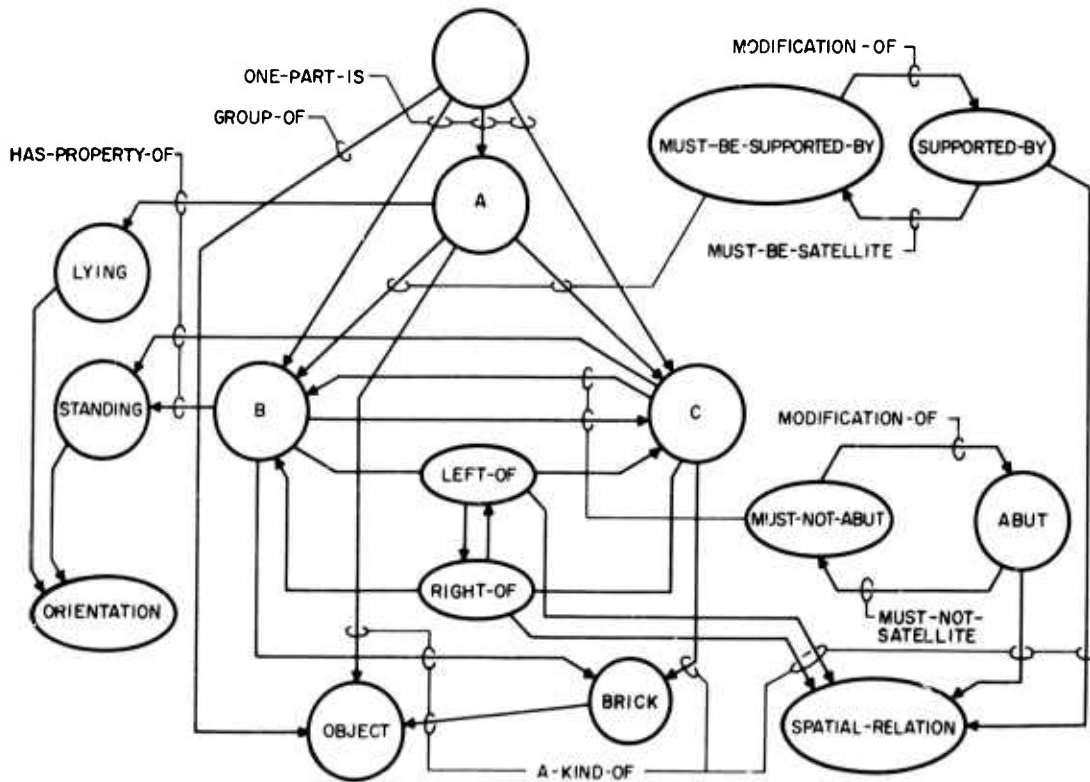 MODIFICATION-OF
ONE-PART-IS
GROUP-OF
HAS-PROPERTY-OF
MUST-BE-SUPPORTED-BY
SUPPORTED-BY
A
MUST-BE-SATELLITE
LYING
STANDING
B
C
MODIFICATION-OF
LEFT-OF
MUST-NOT-ABUT
ABUT
RIGHT-OF
ORIENTATION
MUST-NOT-
SATELLITE
BRICK
OBJECT
SPATIAL-RELATION
A-KIND-OF